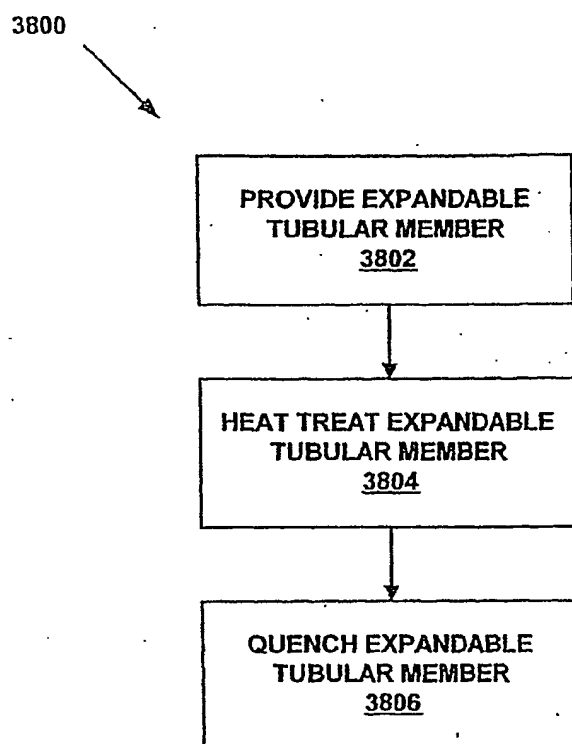 3800
PROVIDE EXPANDABLE
TUBULAR MEMBER
3802
HEAT TREAT EXPANDABLE
TUBULAR MEMBER
3804
QUENCH EXPANDABLE
TUBULAR MEMBER
3806